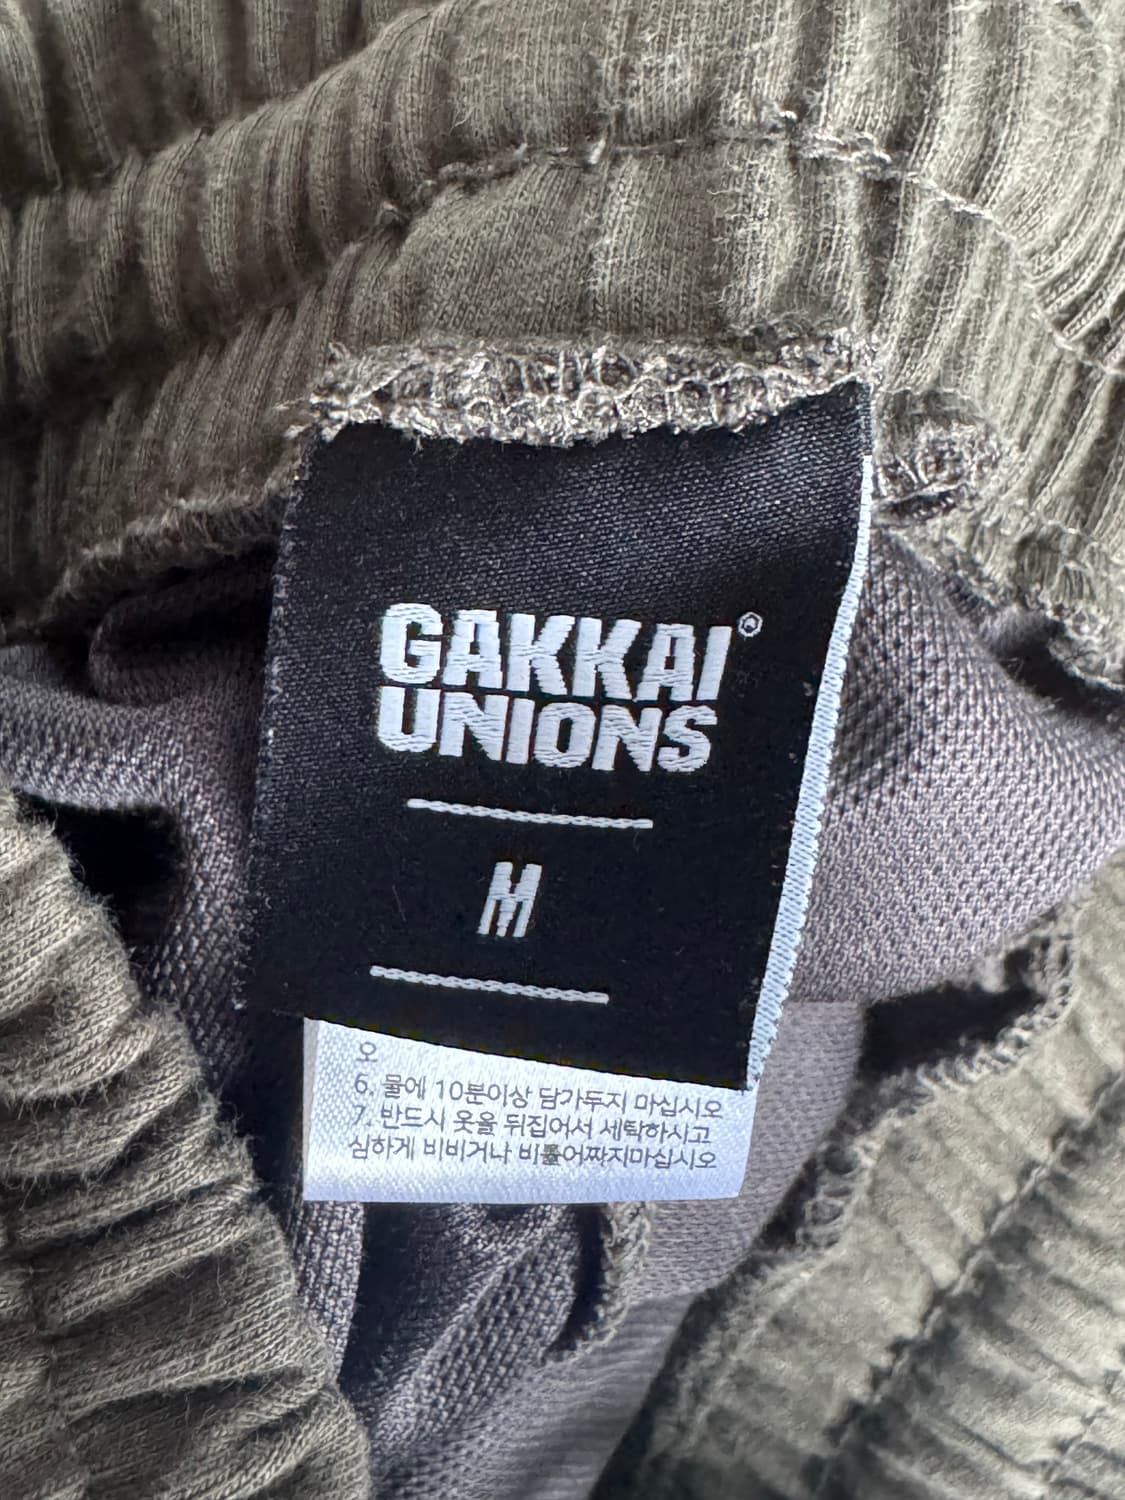 GAKKAI®
UNIONS
M
오
6. 물에 10분이상 담가두지 마십시오
7. 반드시 옷을 뒤집어서 세탁하시고
심하게 비비거나 비틀어짜지마십시오